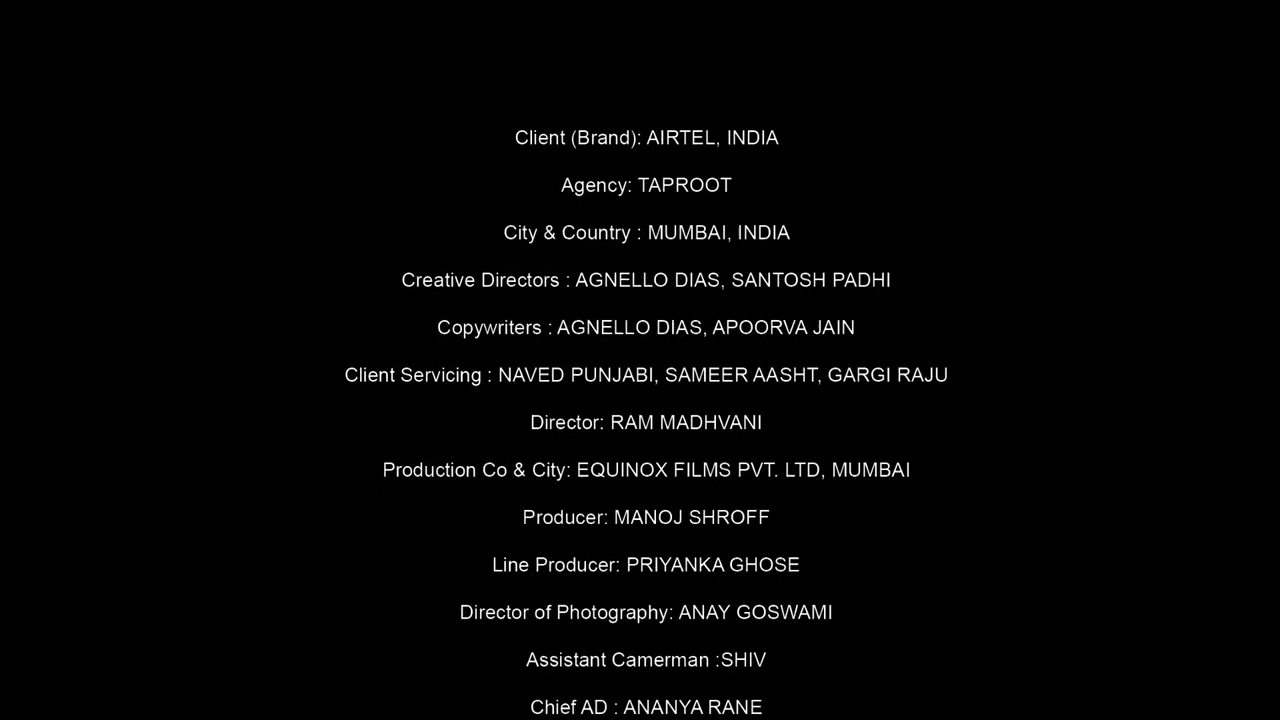 Client (Brand): AIRTEL, INDIA
Agency: TAPROOT
City & Country : MUMBAI, INDIA
Creative Directors : AGNELLO DIAS, SANTOSH PADHI
Copywriters : AGNELLO DIAS, APOORVA JAIN
Client Servicing : NAVED PUNJABI, SAMEER AASHT, GARGI RAJU
Director: RAM MADHVANI
Production Co & City: EQUINOX FILMS PVT. LTD, MUMBAI
Producer: MANOJ SHROFF
Line Producer: PRIYANKA GHOSE
Director of Photography: ANAY GOSWAMI
Assistant Camerman :SHIV
Chief AD : ANANYA RANE